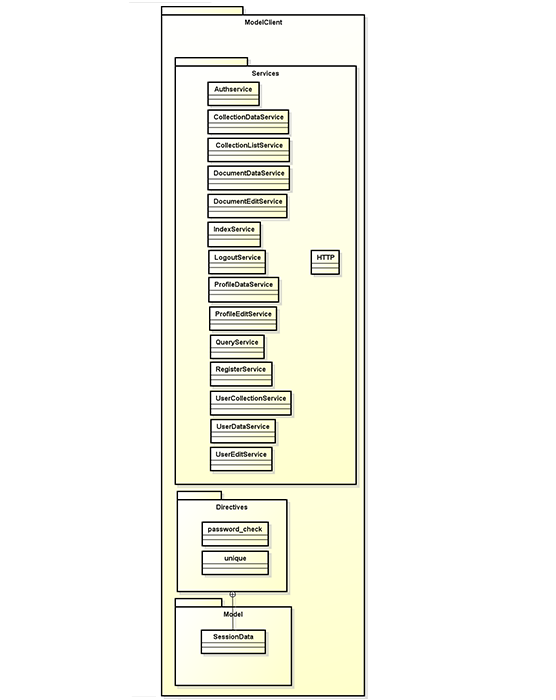 ModelClient
Services
Authservice
CollectionDataService
CollectionListService
DocumentDataService
DocumentEditService
IndexService
LogoutService
HTTP
ProfileDataService
ProfileEditService
QueryService
RegisterService
UserCollectionService
UserDataService
UserEditService
Directives
password_check
unique
Model
SessionData